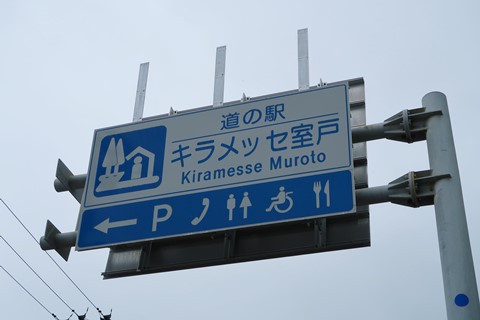 道の駅
キラメッセ室戸
Kiramesse Muroto
P